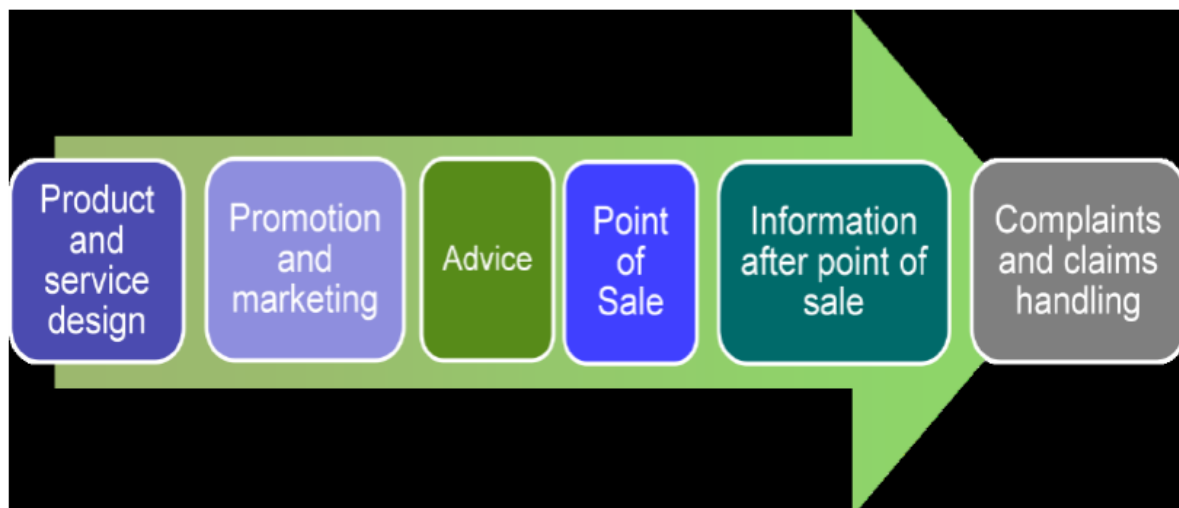 Product
and
service
design
Promotion
and
marketing
Advice
Point
of
Sale
Information
after point of
sale
Complaints
and claims
handling